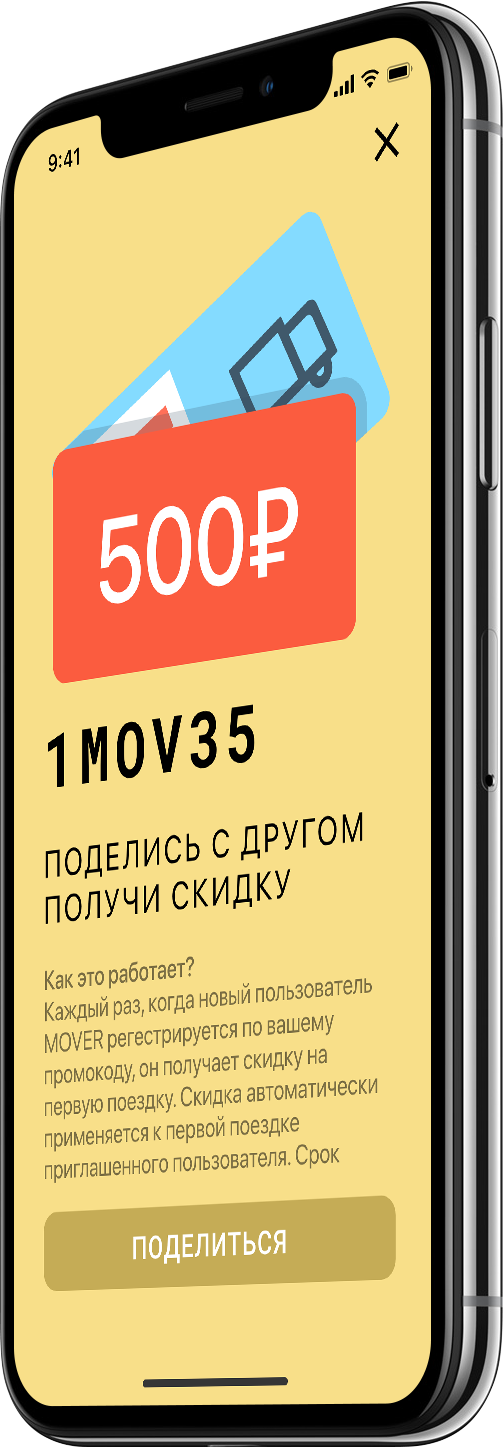 9:41
500₽
1MOV35
ПОДЕЛИСЬ С ДРУГОМ
ПОЛУЧИ СКИДКУ
Как это работает?
Каждый раз, когда новый пользователь
MOVER регестрируется по вашему
промокоду, он получает скидку на
первую поездку. Скидка автоматически
применяется к первой поездке
приглашенного пользователя. Срок
ПОДЕЛИТЬСЯ